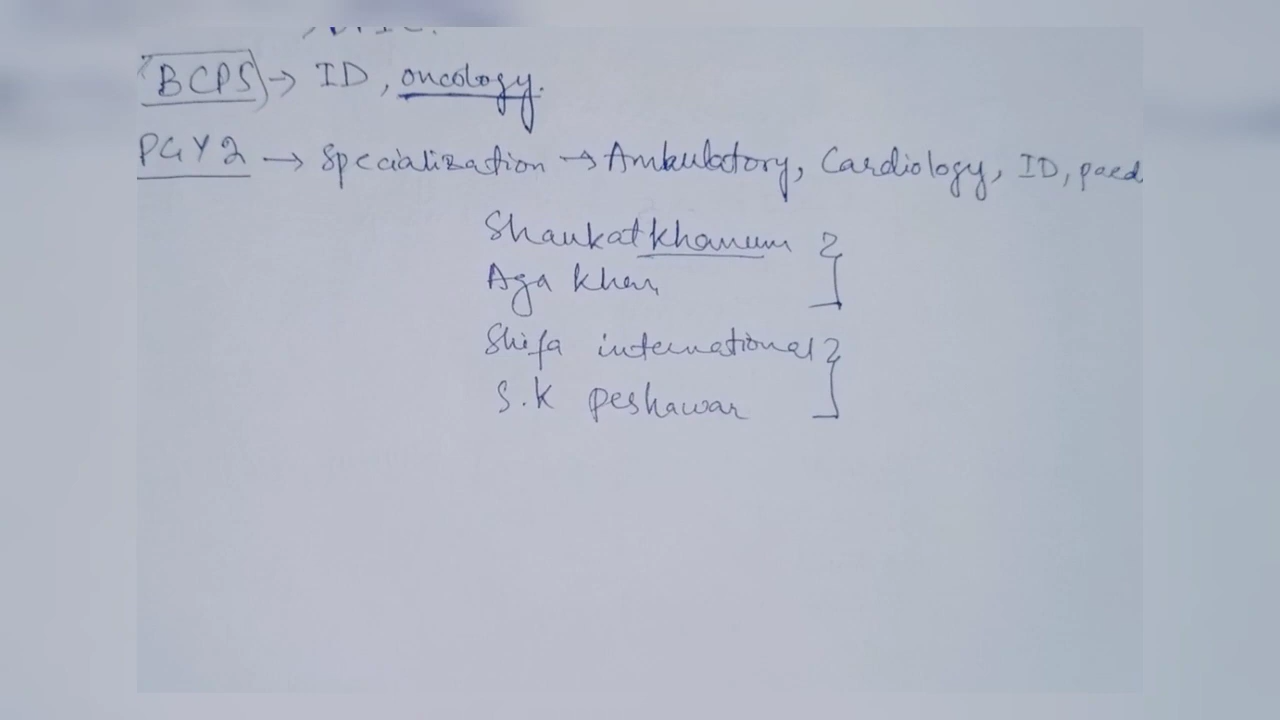 BCPS → ID, oncology.
PGY2 → Specialization → Ambulatory, Cardiology, ID, paed
Shaukat khanum
Aga khan
Shifa international
S.K peshawar